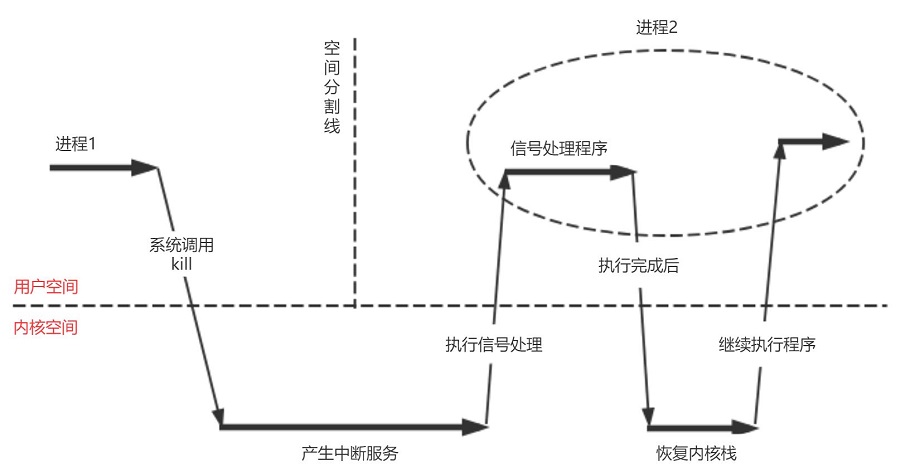 进程2
空间分割线
进程1
信号处理程序
系统调用
kill
执行完成后
用户空间
内核空间
执行信号处理
继续执行程序
产生中断服务
恢复内核栈